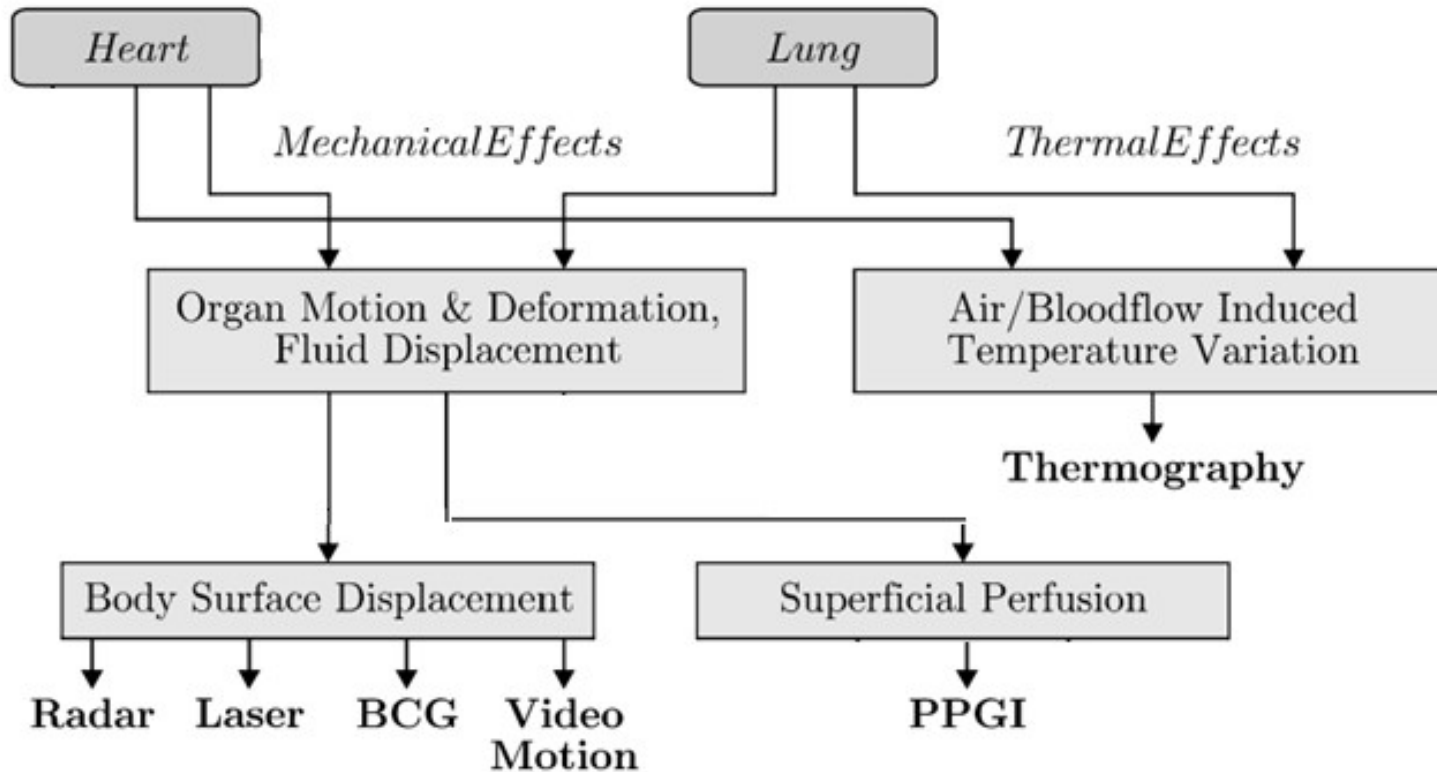 Heart
Lung
MechanicalEffects
ThermalEffects
Organ Motion & Deformation,
Fluid Displacement
Air/Bloodflow Induced
Temperature Variation
Thermography
Body Surface Displacement
Superficial Perfusion
Radar
Laser
BCG
Video
Motion
PPGI